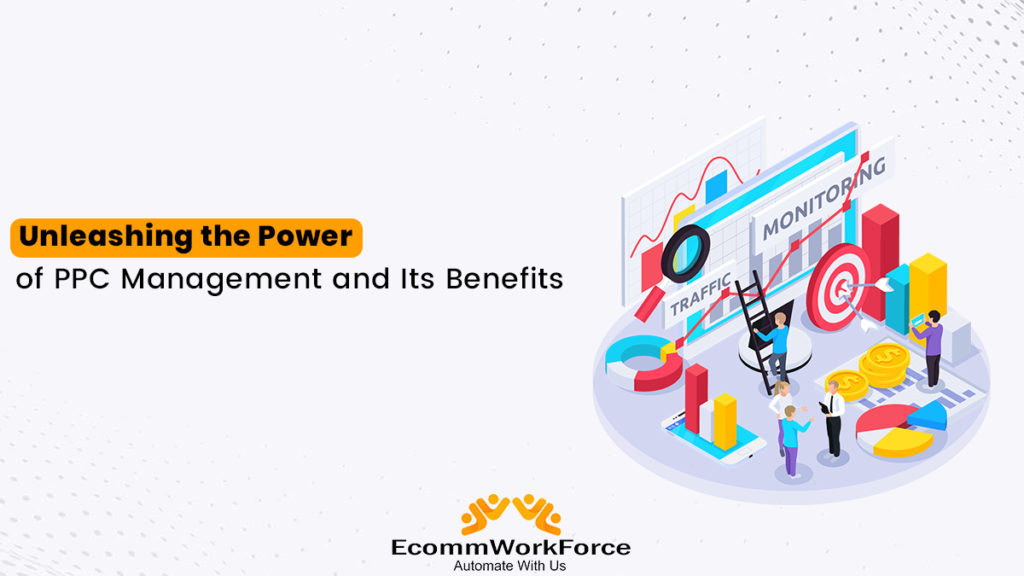 Unleashing the Power
of PPC Management and Its Benefits
MONITORING
TRAFFIC
EcommWorkForce
Automate With Us